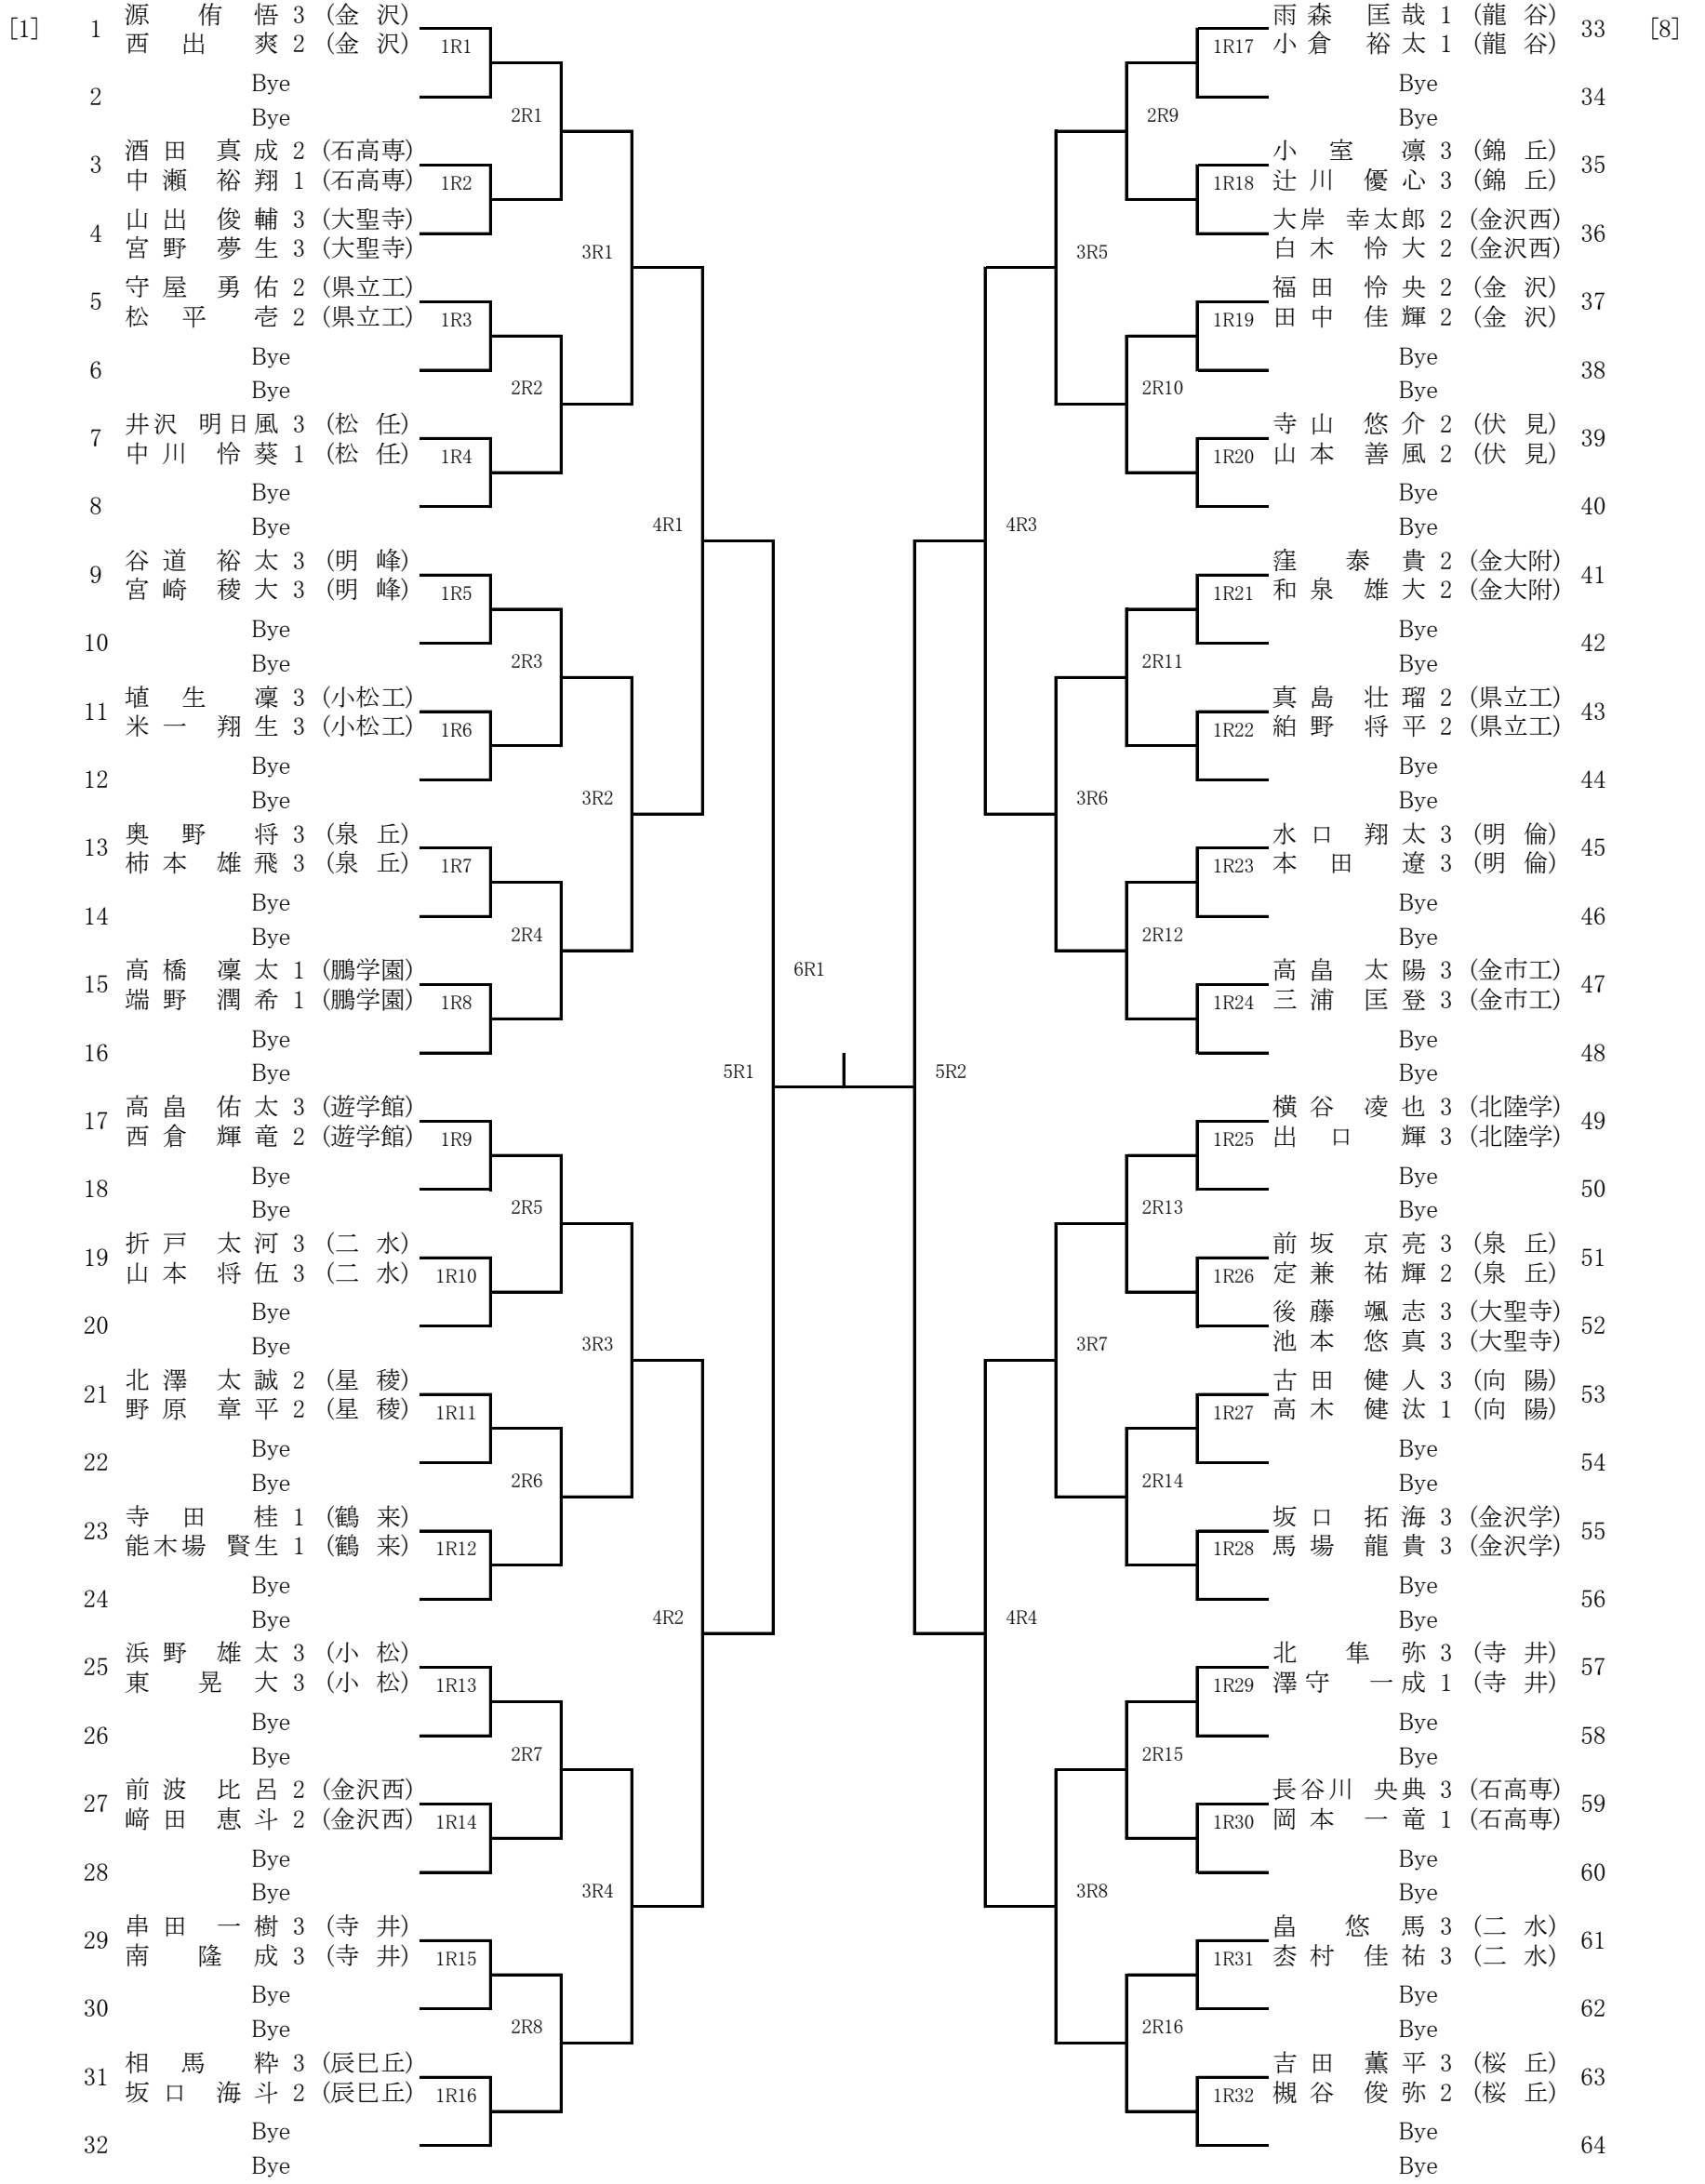 [1]
1 源 侑 悟 3 (金 沢)
西 出 爽 2 (金 沢)
1R1
2 Bye
Bye
2R1
3 酒 田 真 成 2 (石高専)
中 瀬 裕 翔 1 (石高専)
1R2
4 山 出 俊 輔 3 (大聖寺)
宮 野 夢 生 3 (大聖寺)
3R1
5 守 屋 勇 佑 2 (県立工)
松 平 壱 2 (県立工)
1R3
6 Bye
Bye
2R2
7 井沢 明日風 3 (松 任)
中 川 怜 葵 1 (松 任)
1R4
8 Bye
Bye
4R1
9 谷 道 裕 太 3 (明 峰)
宮 崎 稜 大 3 (明 峰)
1R5
10 Bye
Bye
2R3
11 埴 生 凜 3 (小松工)
米 一 翔 生 3 (小松工)
1R6
12 Bye
Bye
3R2
13 奥 野 将 3 (泉 丘)
柿 本 雄 飛 3 (泉 丘)
1R7
14 Bye
Bye
2R4
15 高 橋 凜 太 1 (鵬学園)
端 野 潤 希 1 (鵬学園)
1R8
16 Bye
Bye
6R1
5R1
17 高 畠 佑 太 3 (遊学館)
西 倉 輝 竜 2 (遊学館)
1R9
18 Bye
Bye
2R5
19 折 戸 太 河 3 (二 水)
山 本 将 伍 3 (二 水)
1R10
20 Bye
Bye
3R3
21 北 澤 太 誠 2 (星 稜)
野 原 章 平 2 (星 稜)
1R11
22 Bye
Bye
2R6
23 寺 田 桂 1 (鶴 来)
能木場 賢生 1 (鶴 来)
1R12
24 Bye
Bye
4R2
25 浜 野 雄 太 3 (小 松)
東 晃 大 3 (小 松)
1R13
26 Bye
Bye
2R7
27 前 波 比 呂 2 (金沢西)
﨑 田 恵 斗 2 (金沢西)
1R14
28 Bye
Bye
3R4
29 串 田 一 樹 3 (寺 井)
南 隆 成 3 (寺 井)
1R15
30 Bye
Bye
2R8
31 相 馬 粋 3 (辰巳丘)
坂 口 海 斗 2 (辰巳丘)
1R16
32 Bye
Bye
[8]
雨 森 匡 哉 1 (龍 谷) 33
小 倉 裕 太 1 (龍 谷)
1R17
Bye 34
Bye
2R9
小 室 凛 3 (錦 丘) 35
辻 川 優 心 3 (錦 丘)
1R18
大岸 幸太郎 2 (金沢西) 36
白 木 怜 大 2 (金沢西)
3R5
福 田 怜 央 2 (金 沢) 37
田 中 佳 輝 2 (金 沢)
1R19
Bye 38
Bye
2R10
寺 山 悠 介 2 (伏 見) 39
山 本 善 風 2 (伏 見)
1R20
Bye 40
Bye
4R3
窪 泰 貴 2 (金大附) 41
和 泉 雄 大 2 (金大附)
1R21
Bye 42
Bye
2R11
真 島 壮 瑠 2 (県立工) 43
紺 野 将 平 2 (県立工)
1R22
Bye 44
Bye
3R6
水 口 翔 太 3 (明 倫) 45
本 田 遼 3 (明 倫)
1R23
Bye 46
Bye
2R12
高 畠 太 陽 3 (金市工) 47
三 浦 匡 登 3 (金市工)
1R24
Bye 48
Bye
5R2
横 谷 凌 也 3 (北陸学) 49
出 口 輝 3 (北陸学)
1R25
Bye 50
Bye
2R13
前 坂 京 亮 3 (泉 丘) 51
定 兼 祐 輝 2 (泉 丘)
1R26
後 藤 颯 志 3 (大聖寺) 52
池 本 悠 真 3 (大聖寺)
3R7
古 田 健 人 3 (向 陽) 53
高 木 健 汰 1 (向 陽)
1R27
Bye 54
Bye
2R14
坂 口 拓 海 3 (金沢学) 55
馬 場 龍 貴 3 (金沢学)
1R28
Bye 56
Bye
4R4
北 隼 弥 3 (寺 井) 57
澤 守 一 成 1 (寺 井)
1R29
Bye 58
Bye
2R15
長谷川 央典 3 (石高専) 59
岡 本 一 竜 1 (石高専)
1R30
Bye 60
Bye
3R8
畠 悠 馬 3 (二 水) 61
枩 村 佳 祐 3 (二 水)
1R31
Bye 62
Bye
2R16
吉 田 薫 平 3 (桜 丘) 63
槻 谷 俊 弥 2 (桜 丘)
1R32
Bye 64
Bye